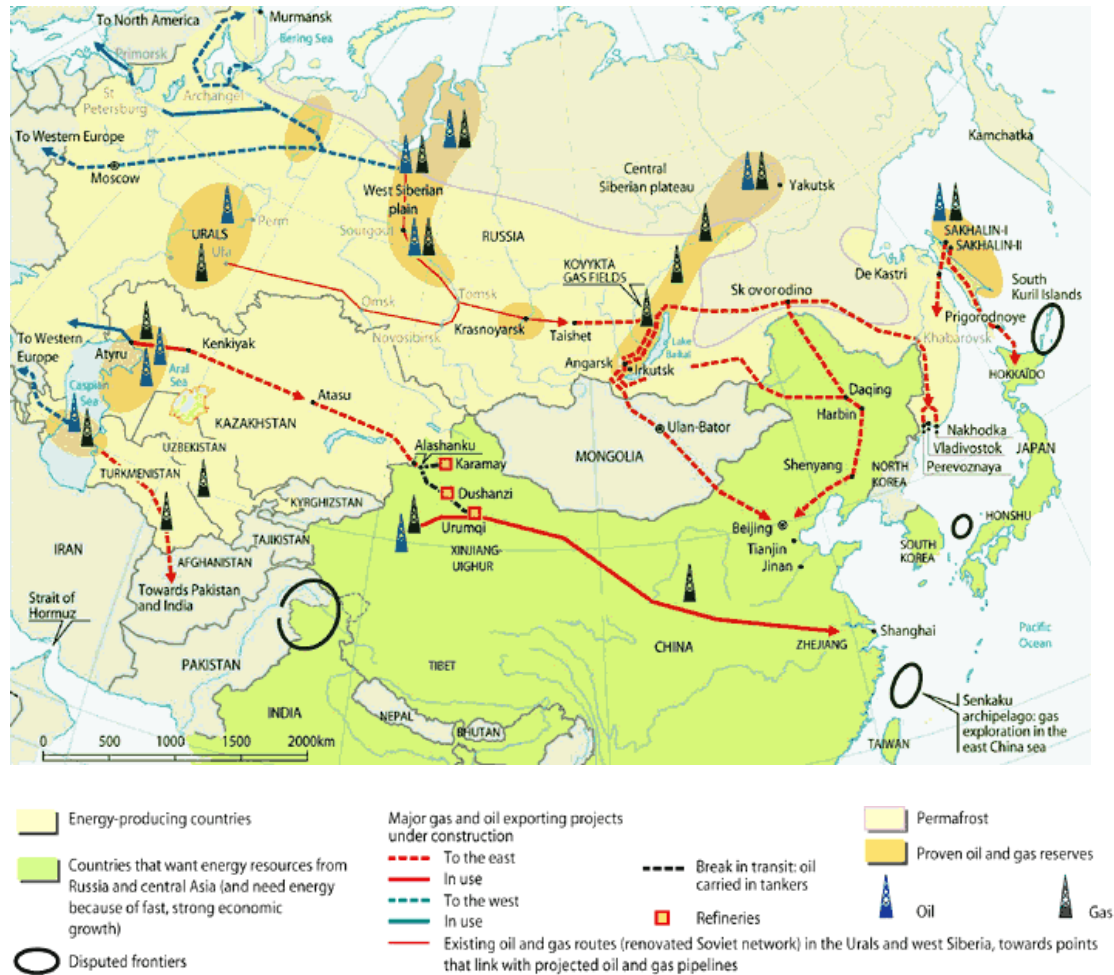 To North America
Murmansk
Bering Sea
Primorsk
St
Petersburg
Archangel
To Western Europe
Moscow
Kamchatka
Central
Siberian plateau
Yakutsk
West Siberian
plain
Perm
URALS
Ufa
Sourgout
RUSSIA
SAKHALIN-I
SAKHALIN-II
KOVYKTA
GAS FIELDS
De Kastri
South
Kuril Islands
Omsk
Tomsk
Skovorodino
Krasnoyarsk
Taishet
Novosibirsk
Prigorodnoye
Khabarovsk
To Western
Europe
Atyru
Kenkiyak
Aral
Sea
Caspian
Sea
Angarsk
Irkutsk
Lake
Baikal
HOKKAÏDO
Atasu
KAZAKHSTAN
Daqing
Harbin
Ulan-Bator
Nakhodka
Vladivostok
Perevoznaya
JAPAN
UZBEKISTAN
Alashanku
Karamay
MONGOLIA
TURKMENISTAN
Dushanzi
Shenyang
NORTH
KOREA
KYRGHIZSTAN
Urumqi
Beijing
HONSHU
IRAN
TAJIKISTAN
XINJIANG-
UIGHUR
Tianjin
SOUTH
KOREA
AFGHANISTAN
Jinan
Towards Pakistan
and India
Strait of
Hormuz
Shanghai
Pacific
Ocean
PAKISTAN
TIBET
CHINA
ZHEJIANG
INDIA
NEPAL
BHUTAN
Senkaku
archipelago: gas
exploration in the
east China sea
TAIWAN
0 500 1000 1500 2000km
Energy-producing countries
Countries that want energy resources from
Russia and central Asia (and need energy
because of fast, strong economic
growth)
Disputed frontiers
Major gas and oil exporting projects
under construction
To the east
In use
To the west
In use
Existing oil and gas routes (renovated Soviet network) in the Urals and west Siberia, towards points
that link with projected oil and gas pipelines
Break in transit: oil
carried in tankers
Refineries
Permafrost
Proven oil and gas reserves
Oil
Gas